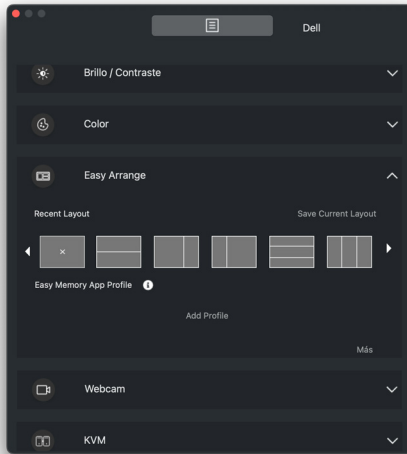 Dell
Brillo / Contraste
Color
Easy Arrange
Recent Layout
Save Current Layout
Easy Memory App Profile
Add Profile
Más
Webcam
KVM